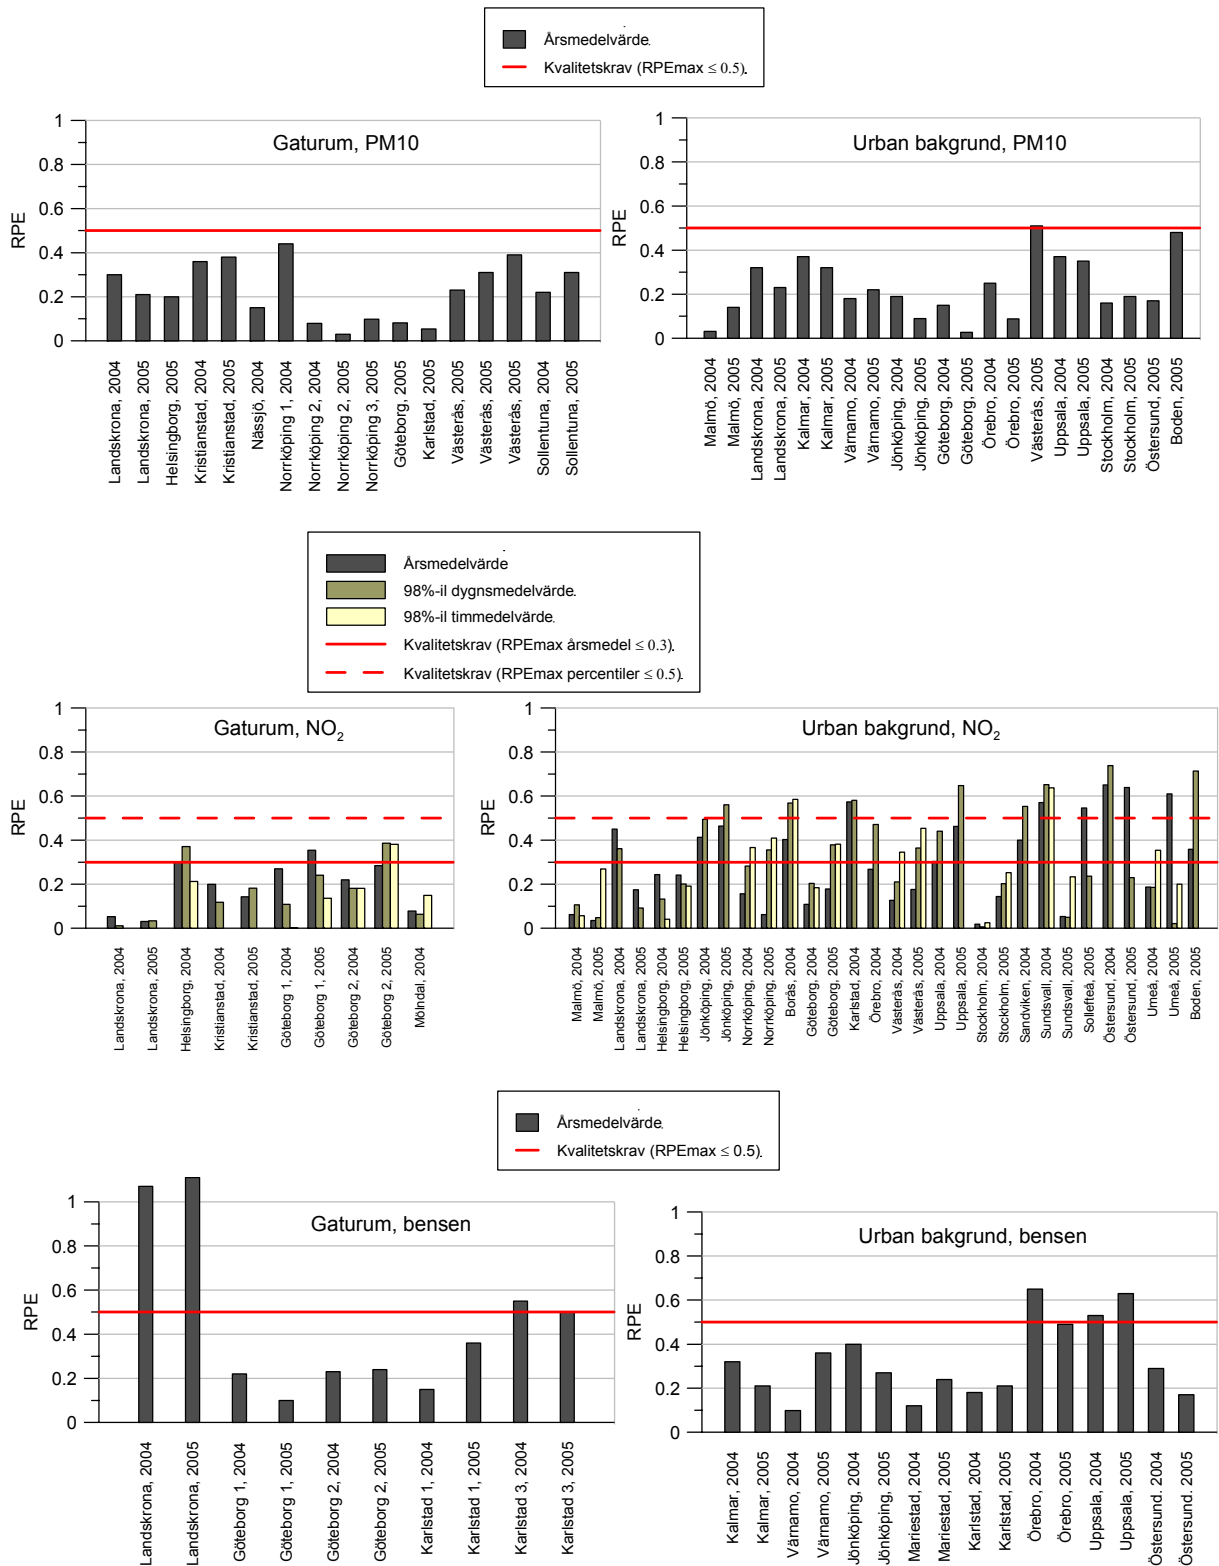 Årsmedelvärde.
Kvalitetskrav (RPEmax ≤ 0.5).
Gaturum, PM10
RPE
1
0.8
0.6
0.4
0.2
0
Landskrona, 2004
Landskrona, 2005
Helsingborg, 2005
Kristianstad, 2004
Kristianstad, 2005
Nässjö, 2004
Norrköping 1, 2004
Norrköping 2, 2004
Norrköping 2, 2005
Norrköping 3, 2005
Göteborg, 2005
Karlstad, 2005
Västerås, 2005
Västerås, 2005
Västerås, 2005
Sollentuna, 2004
Sollentuna, 2005
Urban bakgrund, PM10
RPE
1
0.8
0.6
0.4
0.2
0
Malmö, 2004
Malmö, 2005
Landskrona, 2004
Landskrona, 2005
Kalmar, 2004
Kalmar, 2005
Värnamo, 2004
Värnamo, 2005
Jönköping, 2004
Jönköping, 2005
Göteborg, 2004
Göteborg, 2005
Örebro, 2004
Örebro, 2005
Västerås, 2005
Uppsala, 2004
Uppsala, 2005
Stockholm, 2004
Stockholm, 2005
Östersund, 2005
Boden, 2005
Årsmedelvärde
98%-il dygnsmedelvärde.
98%-il timmedelvärde.
Kvalitetskrav (RPEmax årsmedel ≤ 0.3).
Kvalitetskrav (RPEmax percentiler ≤ 0.5).
Gaturum, NO₂
RPE
1
0.8
0.6
0.4
0.2
0
Landskrona, 2004
Landskrona, 2005
Helsingborg, 2004
Kristianstad, 2004
Kristianstad, 2005
Göteborg 1, 2004
Göteborg 1, 2005
Göteborg 2, 2004
Göteborg 2, 2005
Möndal, 2004
Urban bakgrund, NO₂
RPE
1
0.8
0.6
0.4
0.2
0
Malmö, 2004
Malmö, 2005
Landskrona, 2004
Landskrona, 2005
Helsingborg, 2004
Helsingborg, 2005
Jönköping, 2004
Jönköping, 2005
Norrköping, 2004
Norrköping, 2005
Borås, 2004
Göteborg, 2004
Göteborg, 2005
Karlstad, 2004
Örebro, 2004
Västerås, 2004
Västerås, 2005
Uppsala, 2004
Uppsala, 2005
Stockholm, 2004
Stockholm, 2005
Sandviken, 2004
Sundsvall, 2004
Sundsvall, 2005
Sollefteå, 2005
Östersund, 2004
Östersund, 2005
Umeå, 2004
Umeå, 2005
Boden, 2005
Årsmedelvärde.
Kvalitetskrav (RPEmax ≤ 0.5).
Gaturum, bensen
RPE
1
0.8
0.6
0.4
0.2
0
Landskrona, 2004
Landskrona, 2005
Göteborg 1, 2004
Göteborg 1, 2005
Göteborg 2, 2004
Göteborg 2, 2005
Karlstad 1, 2004
Karlstad 1, 2005
Karlstad 3, 2004
Karlstad 3, 2005
Urban bakgrund, bensen
RPE
1
0.8
0.6
0.4
0.2
0
Kalmar, 2004
Kalmar, 2005
Värnamo, 2004
Värnamo, 2005
Jönköping, 2004
Jönköping, 2005
Mariestad, 2004
Mariestad, 2005
Karlstad, 2004
Karlstad, 2005
Örebro, 2004
Örebro, 2005
Uppsala, 2004
Uppsala, 2005
Östersund. 2004
Östersund. 2005